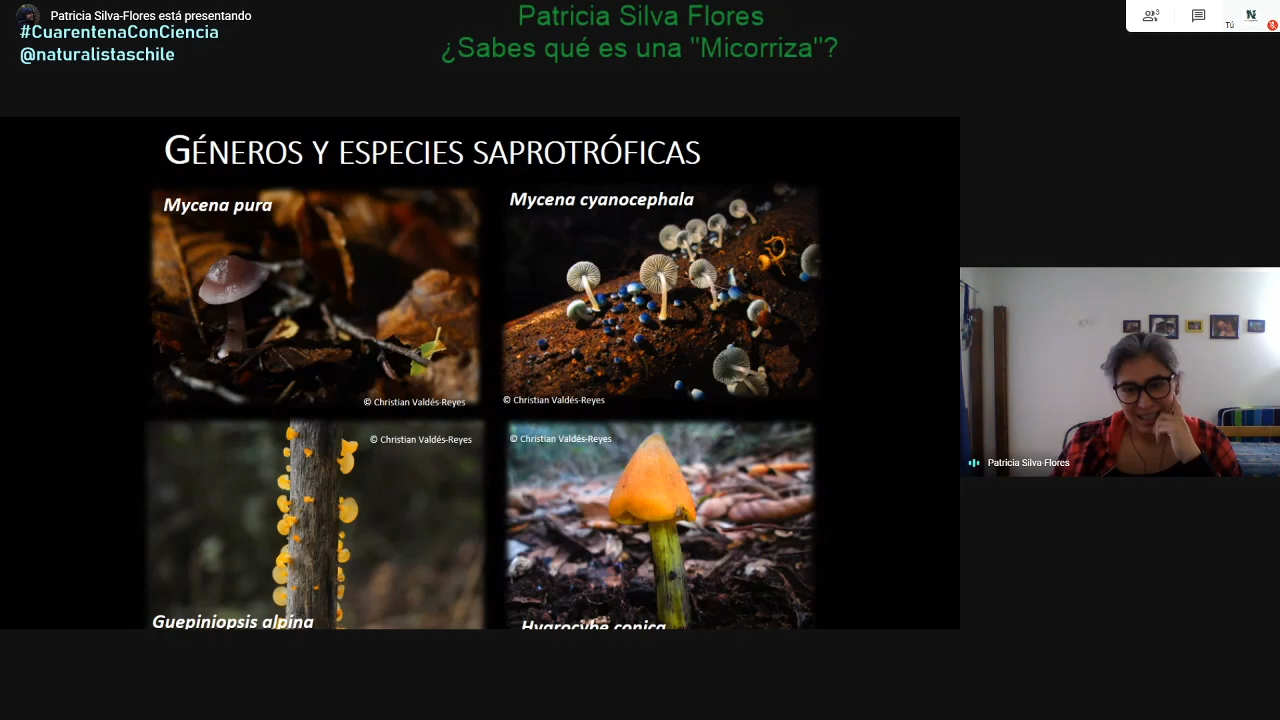 Patricia Silva-Flores está presentando
#CuarentenaConCiencia
@naturalistaschile
Patricia Silva Flores
¿Sabes qué es una "Micorriza"?
3
Tú
N
GÉNEROS Y ESPECIES SAPROTRÓFICAS
Mycena pura
Mycena cyanocephala
© Christian Valdés-Reyes
© Christian Valdés-Reyes
© Christian Valdés-Reyes
© Christian Valdés-Reyes
Guepiniopsis alpina
Hygrocybe conica
Patricia Silva-Flores